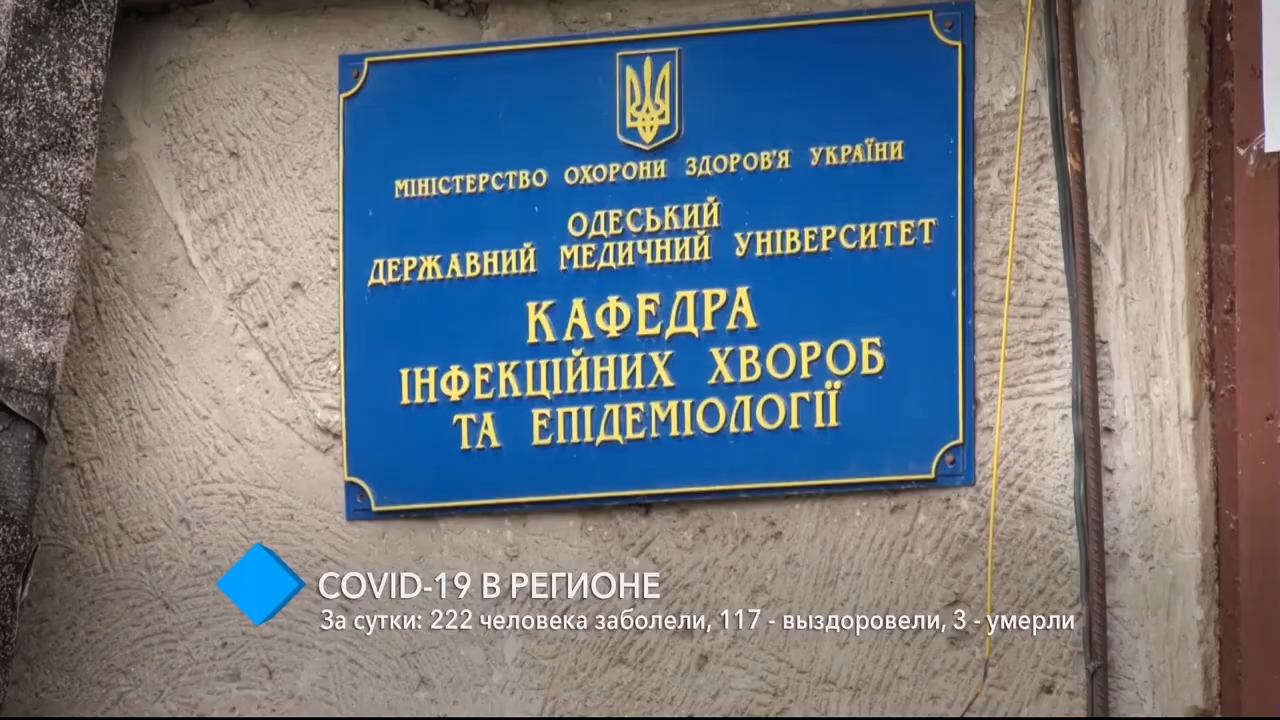 МІНІСТЕРСТВО ОХОРОНИ ЗДОРОВ'Я УКРАЇНИ
ОДЕСЬКИЙ
ДЕРЖАВНИЙ МЕДИЧНИЙ УНІВЕРСИТЕТ
КАФЕДРА
ІНФЕКЦІЙНИХ ХВОРОБ
ТА ЕПІДЕМІОЛОГІЇ
COVID-19 В РЕГИОНЕ
За сутки: 222 человека заболели, 117 - выздоровели, 3 - умерли